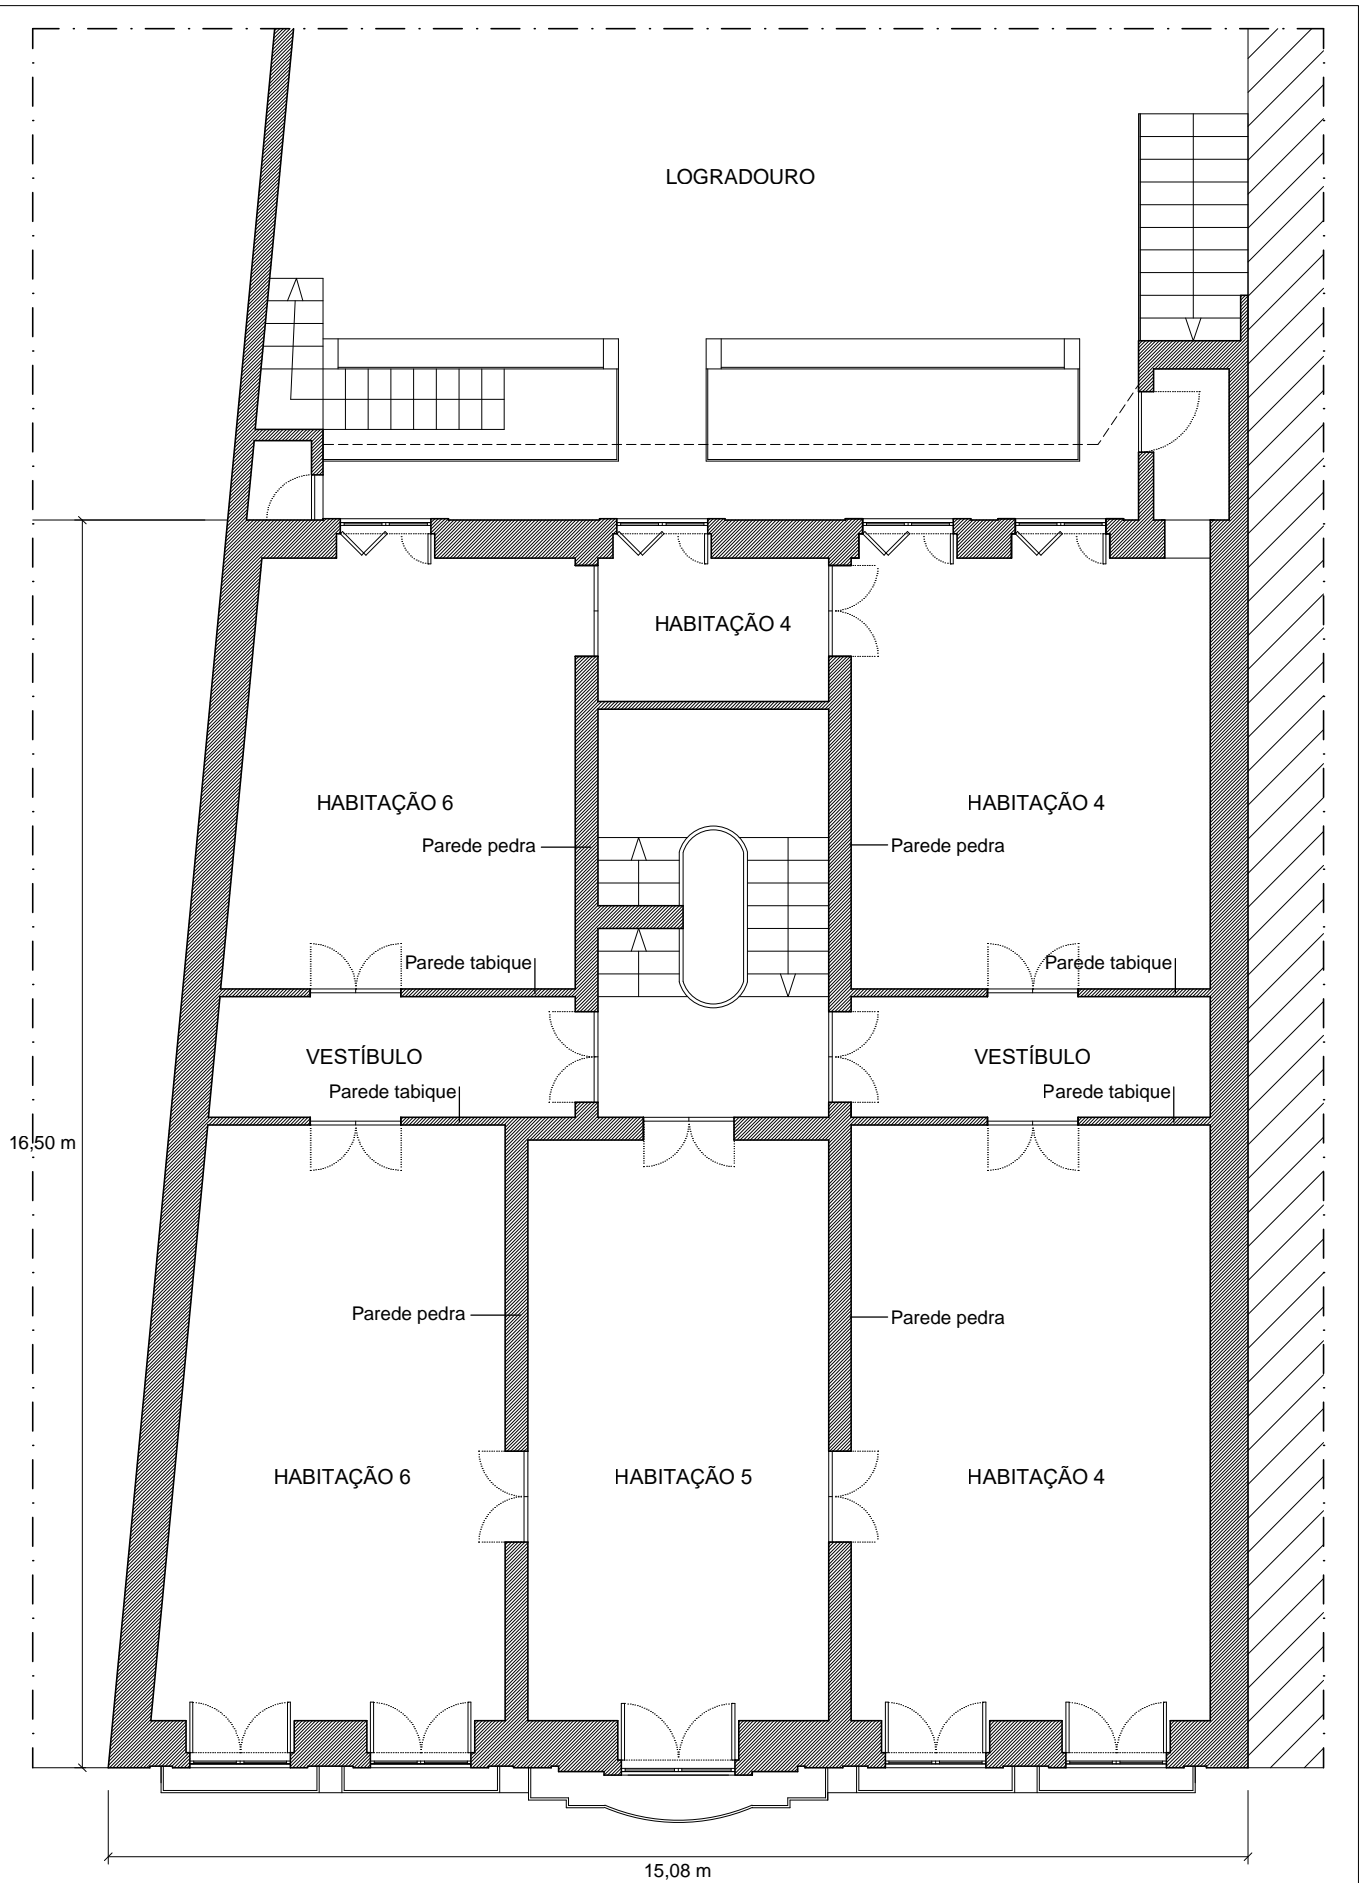 LOGRADOURO
HABITAÇÃO 4
HABITAÇÃO 6
HABITAÇÃO 4
Parede pedra
Parede pedra
Parede tabique
Parede tabique
VESTÍBULO
VESTÍBULO
Parede tabique
Parede tabique
16,50 m
Parede pedra
Parede pedra
HABITAÇÃO 6
HABITAÇÃO 5
HABITAÇÃO 4
15,08 m